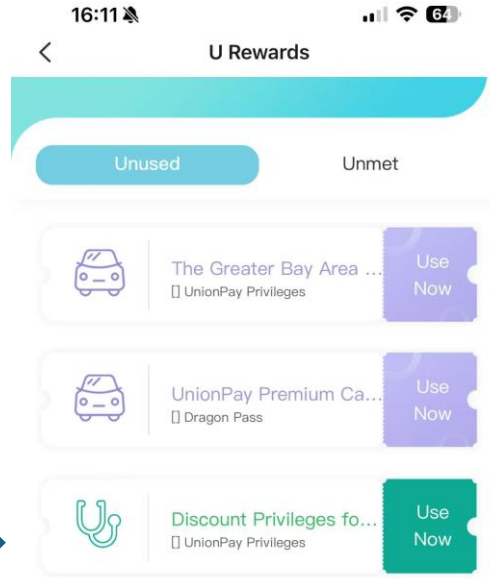 16:11
64
U Rewards
Unused
Unmet
The Greater Bay Area ...
[] UnionPay Privileges
Use
Now
UnionPay Premium Ca...
[] Dragon Pass
Use
Now
Discount Privileges fo...
[] UnionPay Privileges
Use
Now